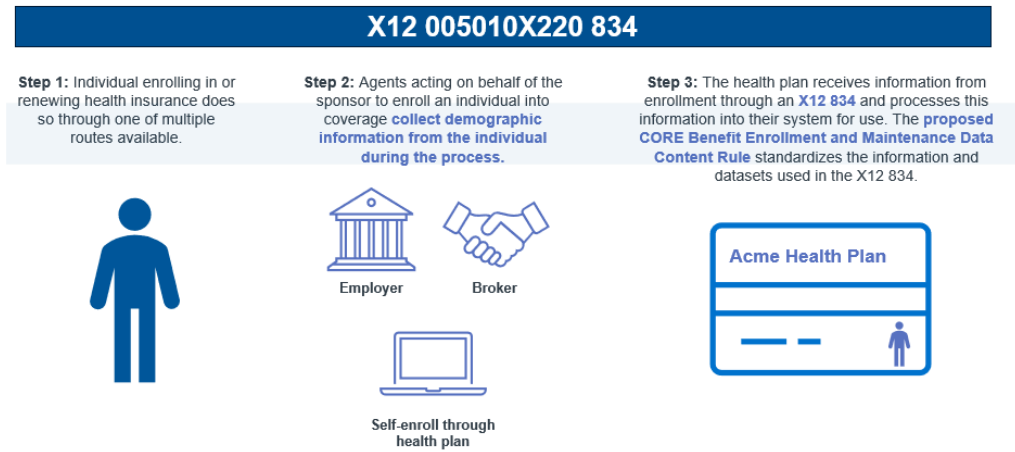 X12 005010X220 834
Step 1: Individual enrolling in or
renewing health insurance does
so through one of multiple
routes available.
Step 2: Agents acting on behalf of the
sponsor to enroll an individual into
coverage collect demographic
information from the individual
during the process.
Employer
Broker
Self-enroll through
health plan
Step 3: The health plan receives information from
enrollment through an X12 834 and processes this
information into their system for use. The proposed
CORE Benefit Enrollment and Maintenance Data
Content Rule standardizes the information and
datasets used in the X12 834.
Acme Health Plan